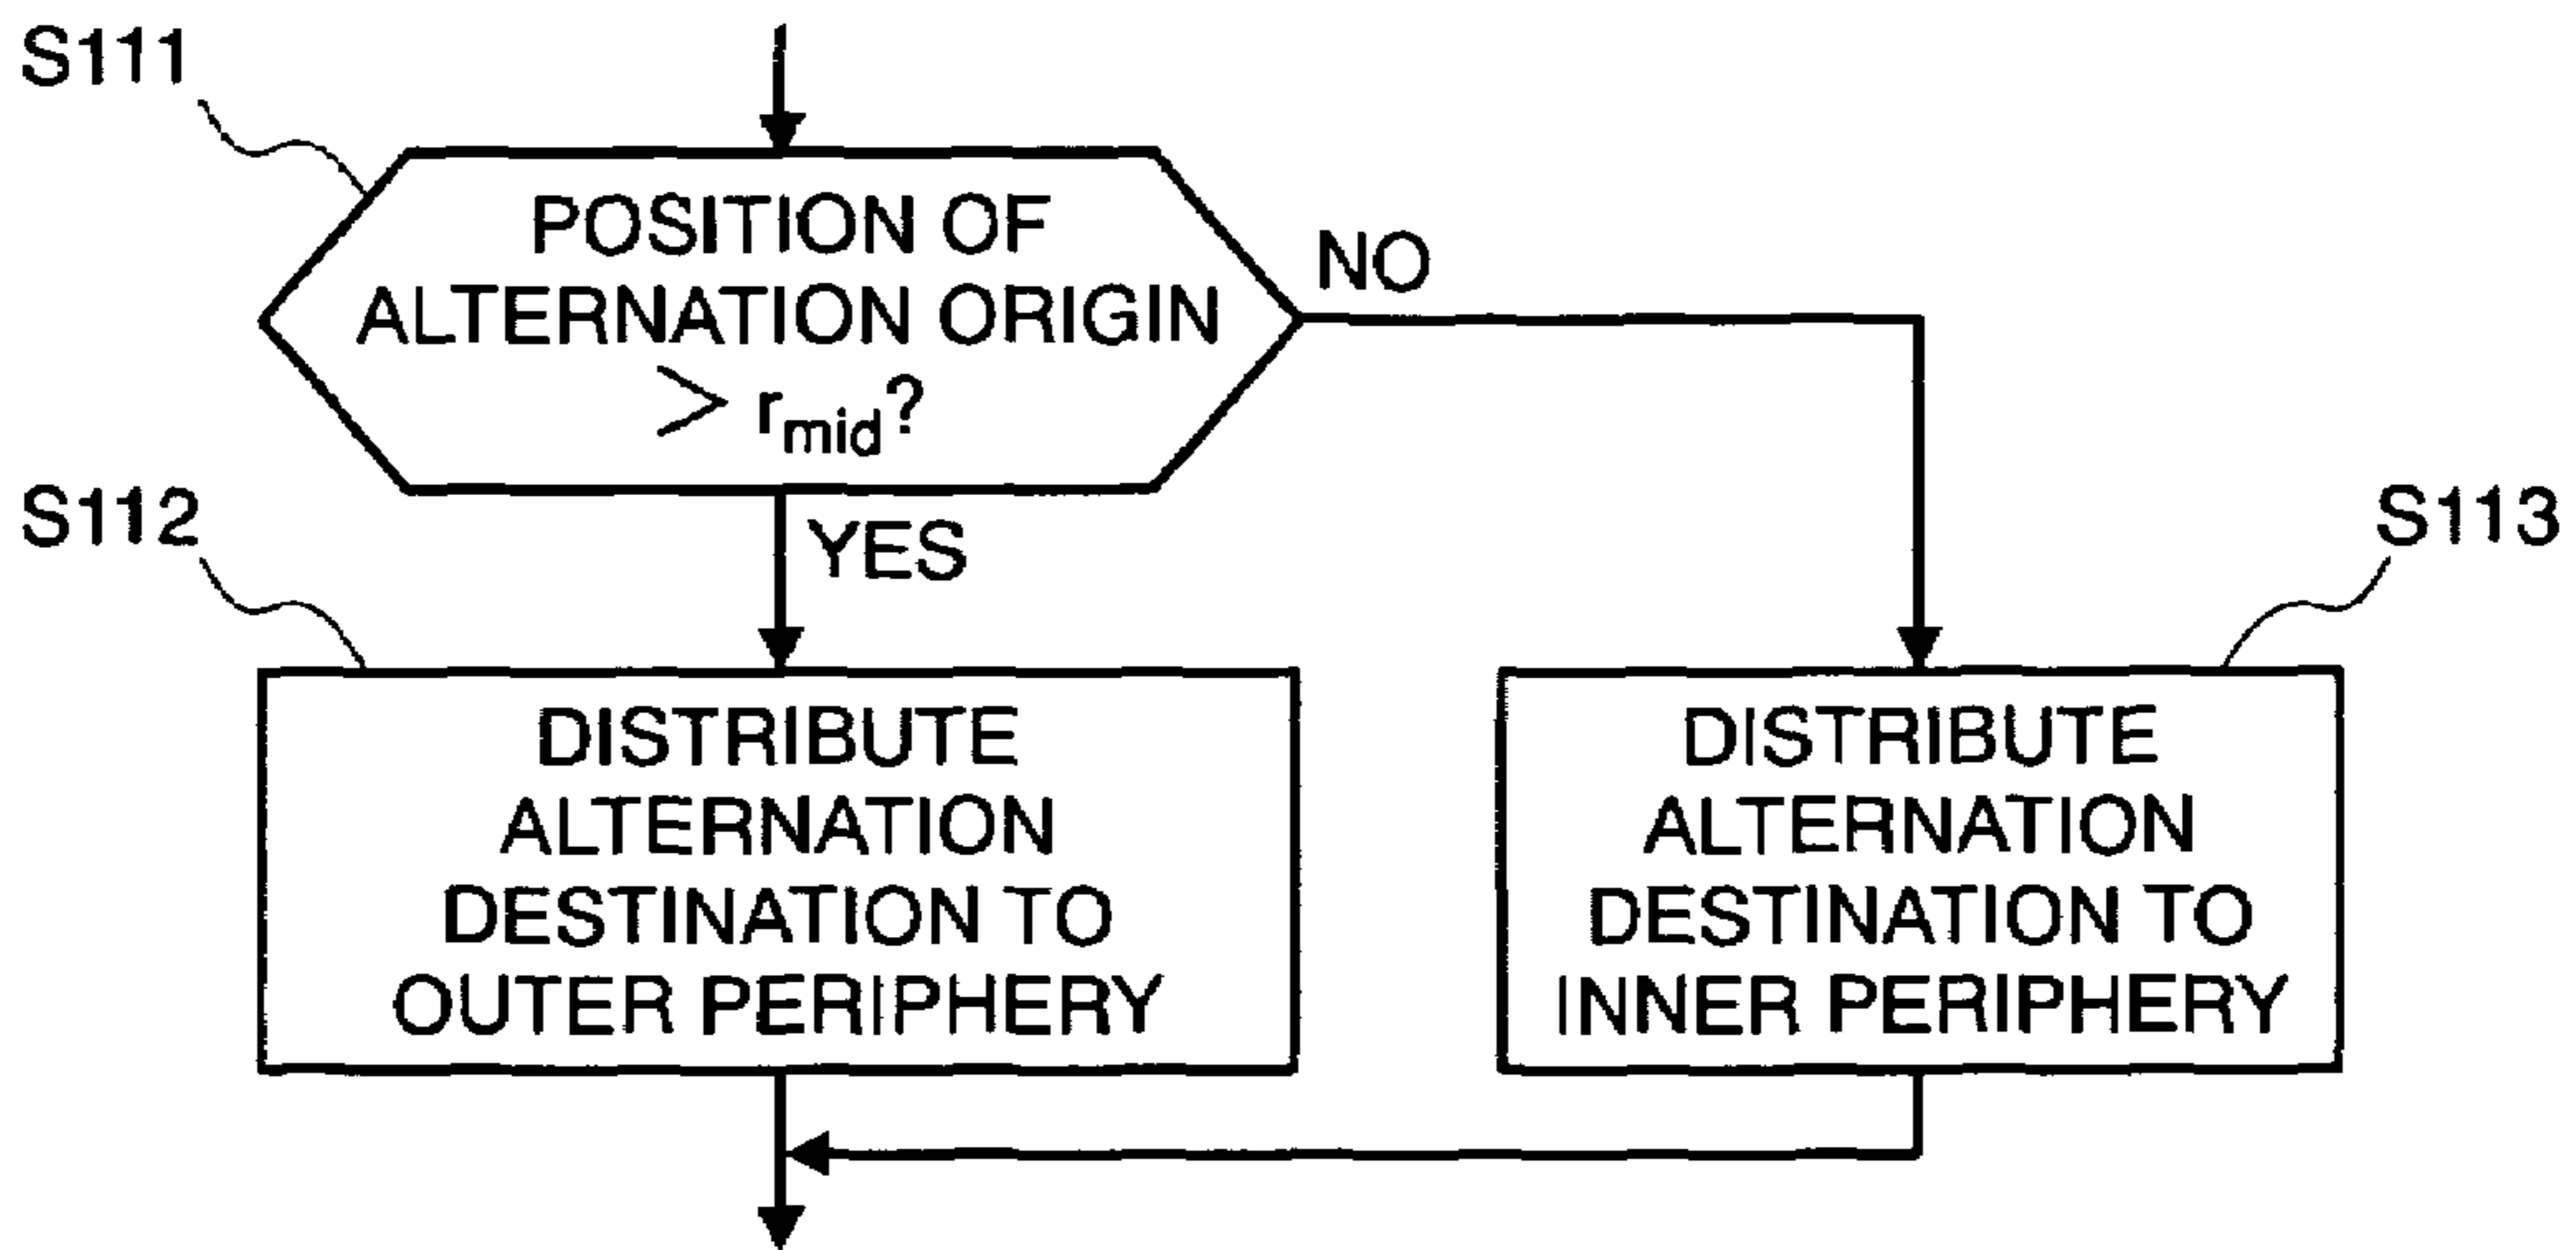 S111
POSITION OF
ALTERNATION ORIGIN
> r_mid?
NO
YES
S112
DISTRIBUTE
ALTERNATION
DESTINATION TO
OUTER PERIPHERY
S113
DISTRIBUTE
ALTERNATION
DESTINATION TO
INNER PERIPHERY